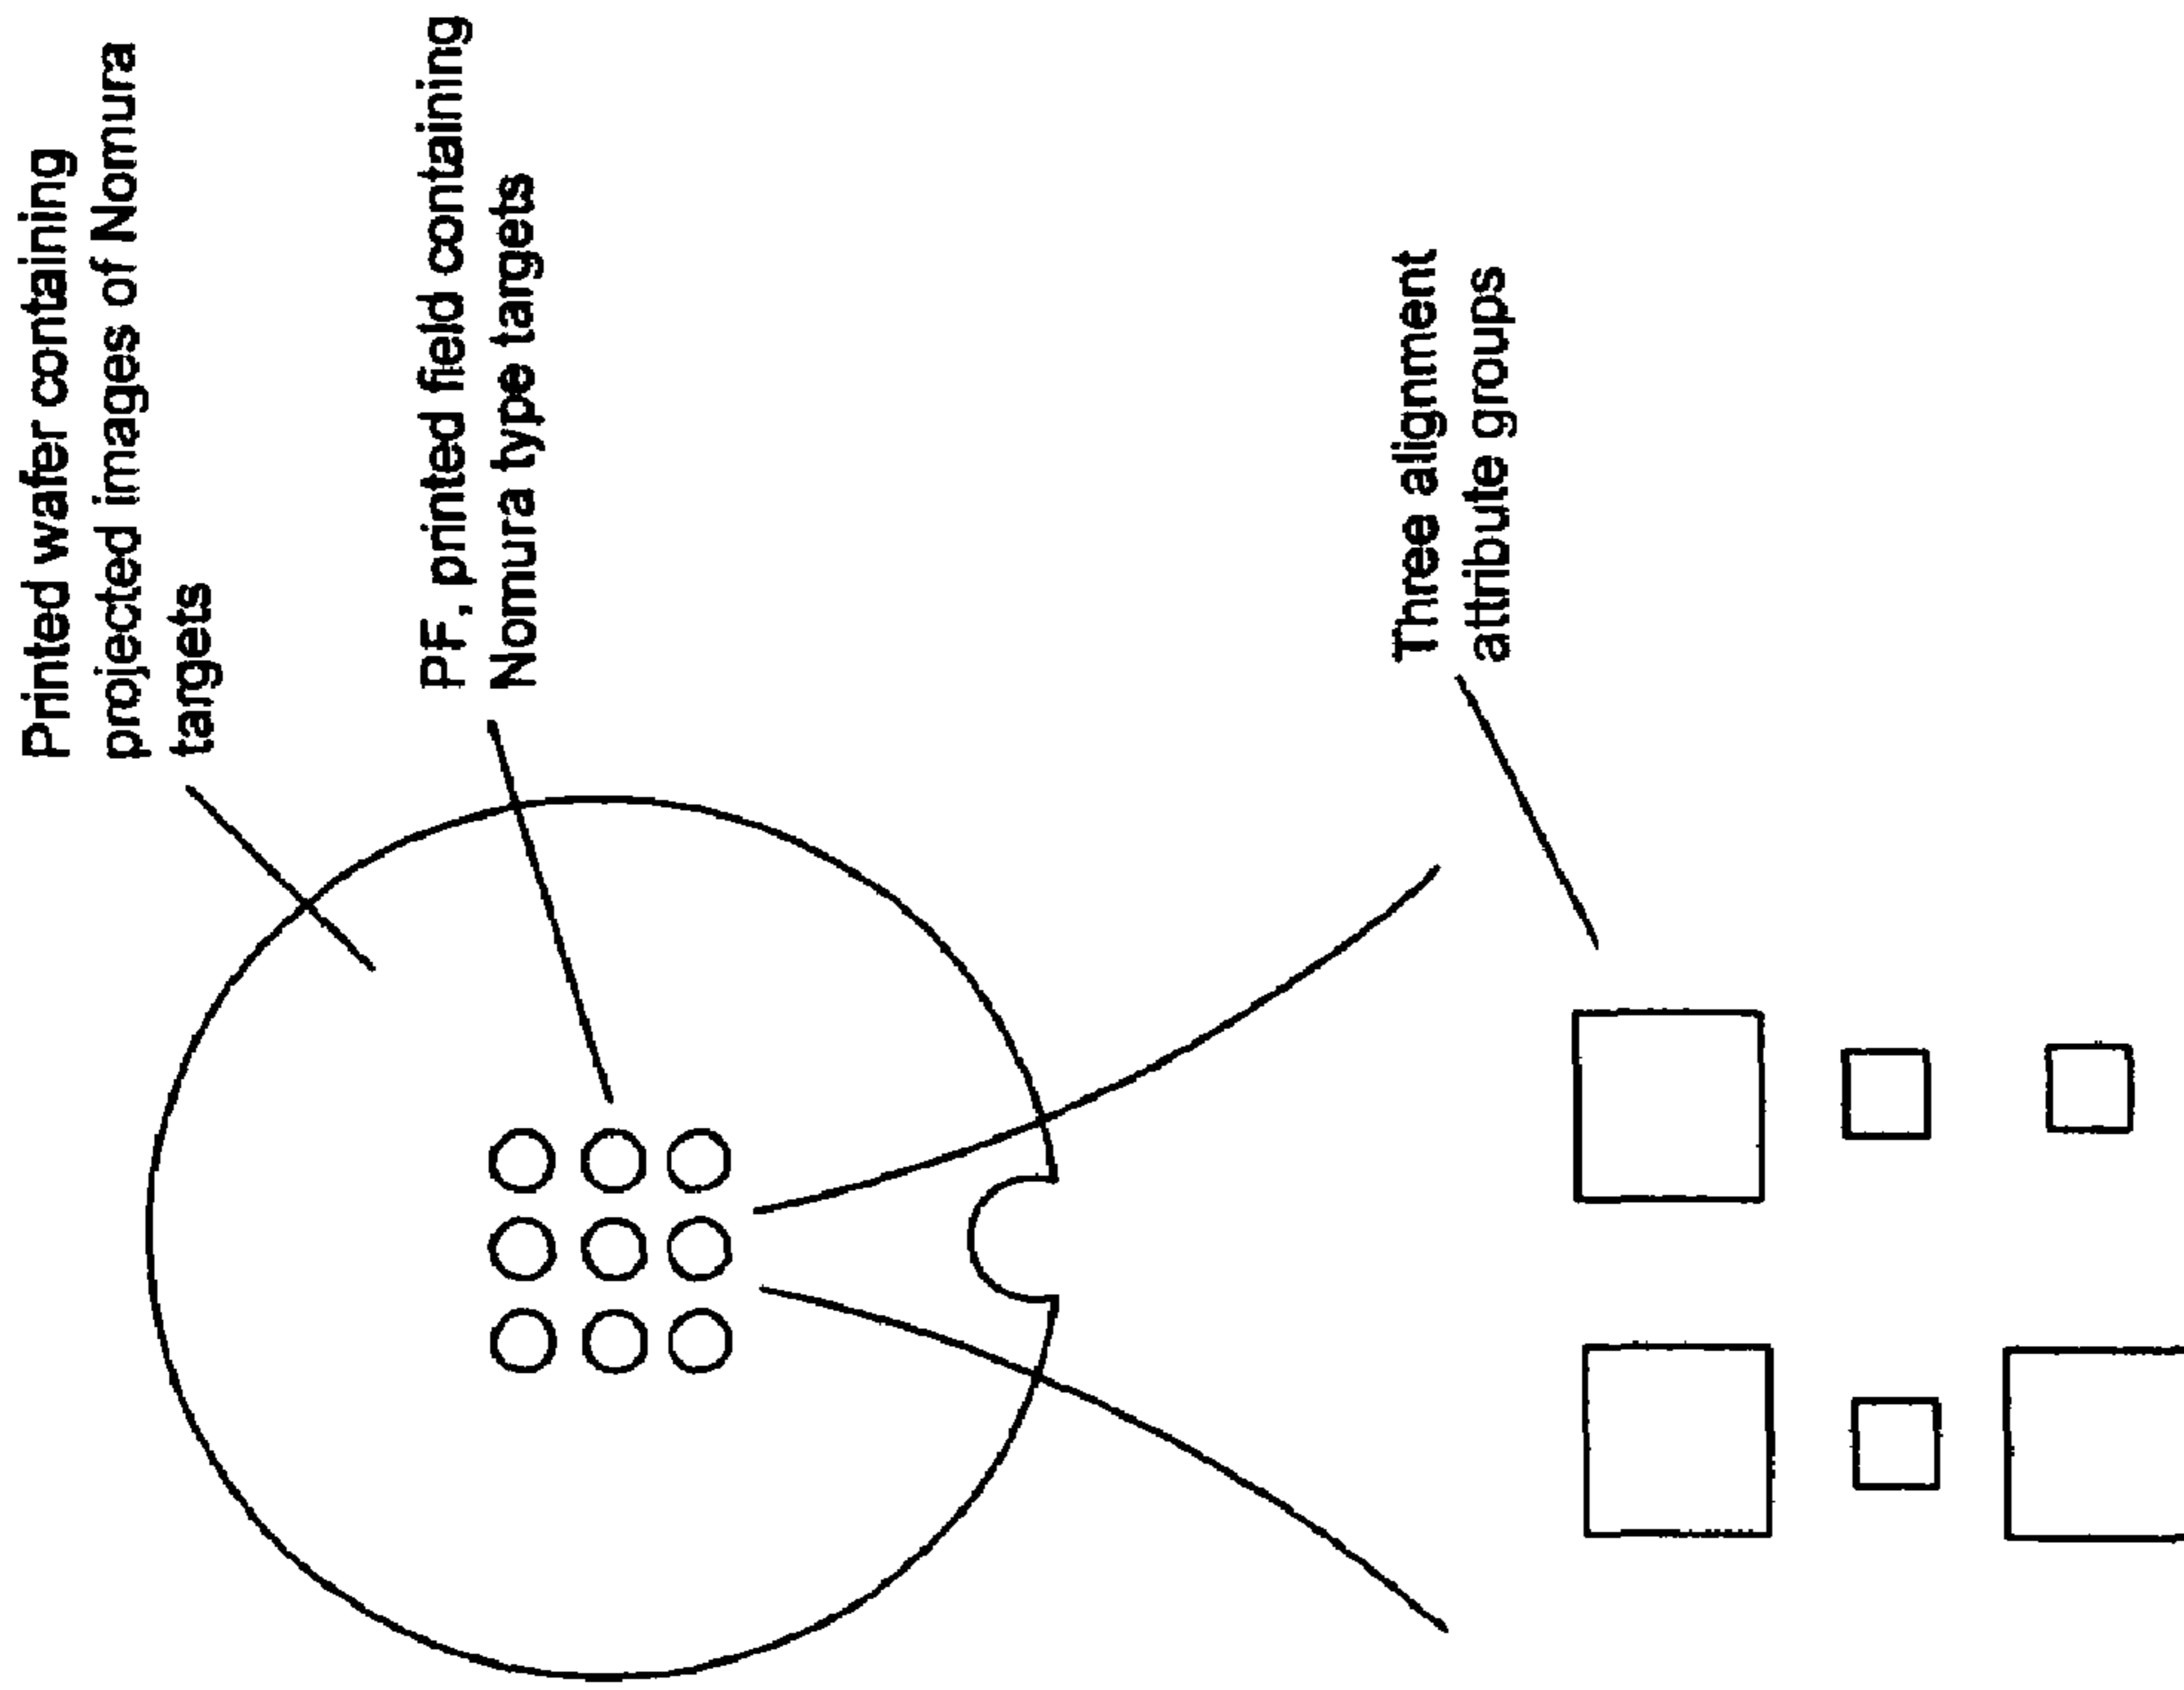 Printed wafer containing
projected images of Nomura
targets
PF, printed field containing
Nomura type targets
Three alignment
attribute groups